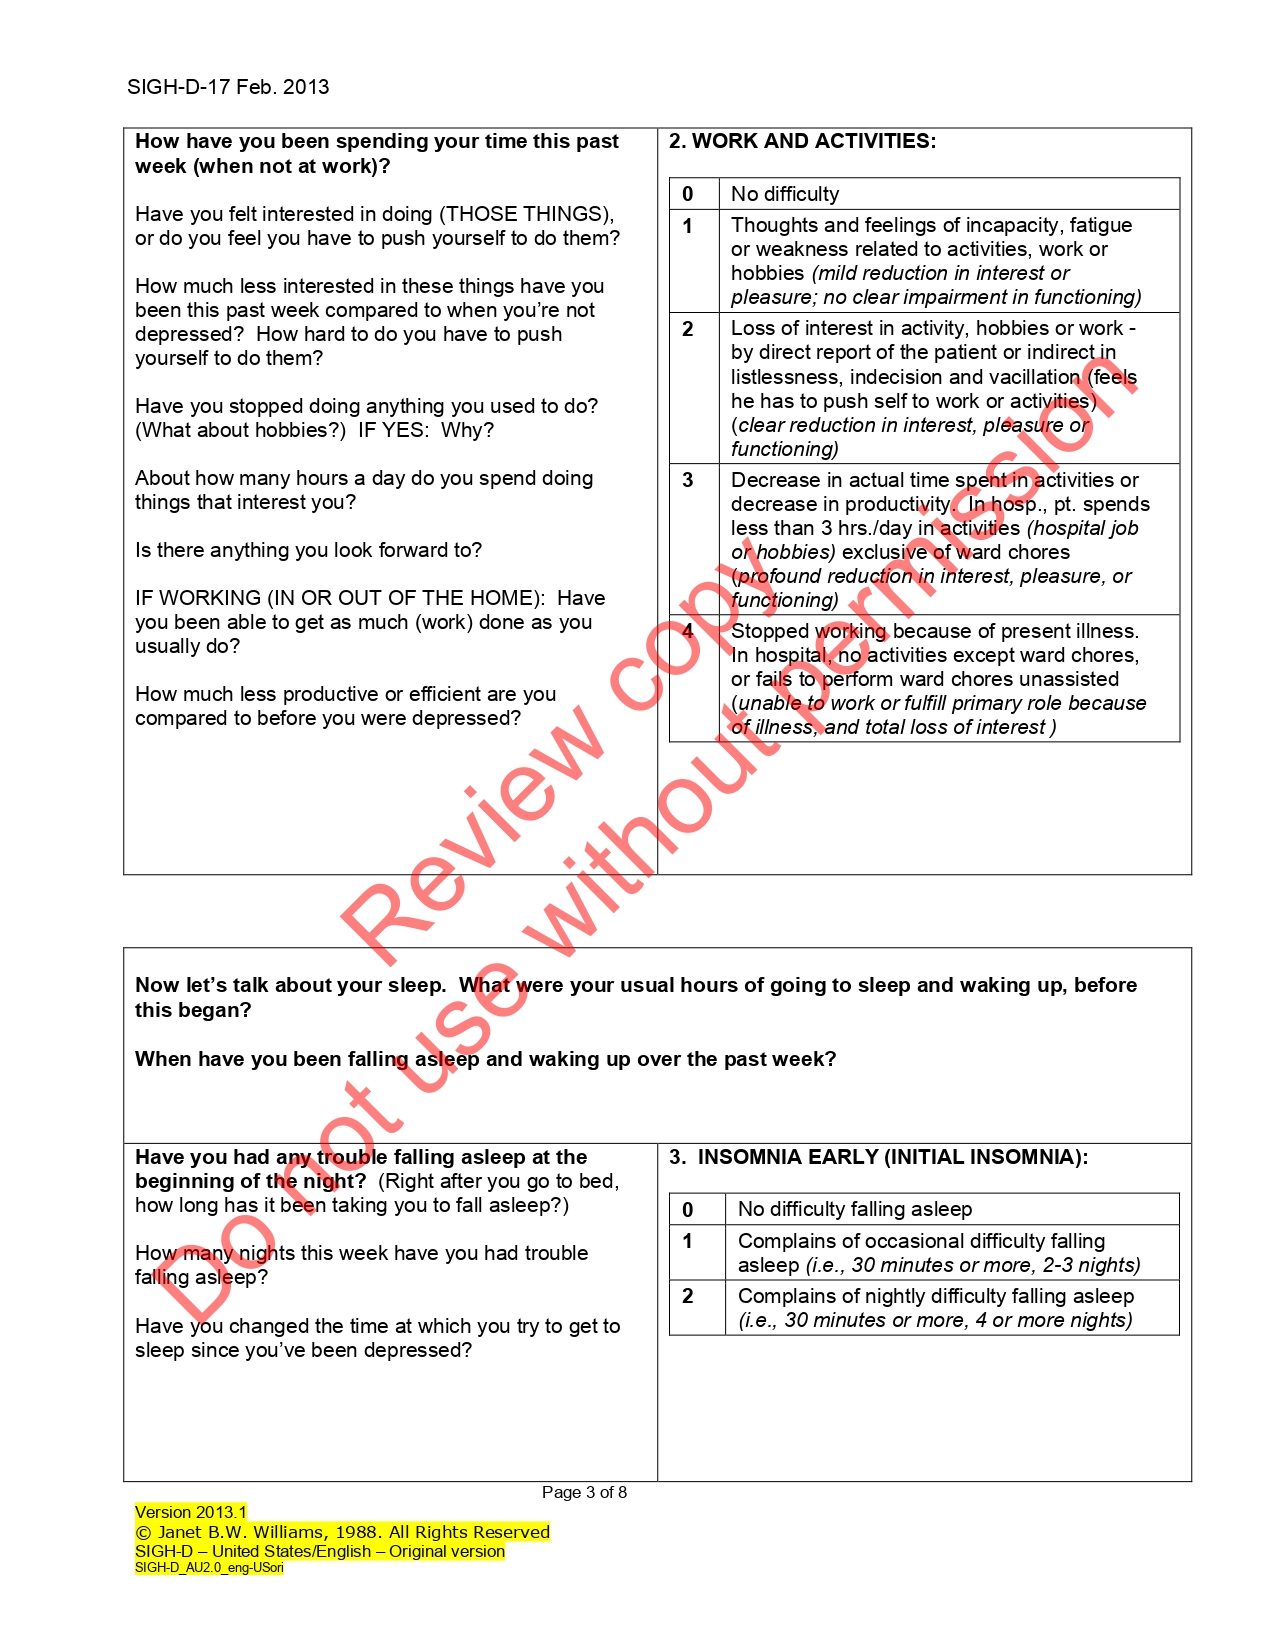 SIGH-D-17 Feb. 2013
How have you been spending your time this past
week (when not at work)?
Have you felt interested in doing (THOSE THINGS),
or do you feel you have to push yourself to do them?
How much less interested in these things have you
been this past week compared to when you’re not
depressed?  How hard to do you have to push
yourself to do them?
Have you stopped doing anything you used to do?
(What about hobbies?)  IF YES:  Why?
About how many hours a day do you spend doing
things that interest you?
Is there anything you look forward to?
IF WORKING (IN OR OUT OF THE HOME):  Have
you been able to get as much (work) done as you
usually do?
How much less productive or efficient are you
compared to before you were depressed?
2. WORK AND ACTIVITIES:
0 No difficulty
1 Thoughts and feelings of incapacity, fatigue
or weakness related to activities, work or
hobbies (mild reduction in interest or
pleasure; no clear impairment in functioning)
2 Loss of interest in activity, hobbies or work -
by direct report of the patient or indirect in
listlessness, indecision and vacillation (feels
he has to push self to work or activities)
(clear reduction in interest, pleasure or
functioning)
3 Decrease in actual time spent in activities or
decrease in productivity.  In hosp., pt. spends
less than 3 hrs./day in activities (hospital job
or hobbies) exclusive of ward chores
(profound reduction in interest, pleasure, or
functioning)
4 Stopped working because of present illness.
In hospital, no activities except ward chores,
or fails to perform ward chores unassisted
(unable to work or fulfill primary role because
of illness, and total loss of interest )
Now let’s talk about your sleep.  What were your usual hours of going to sleep and waking up, before
this began?
When have you been falling asleep and waking up over the past week?
Have you had any trouble falling asleep at the
beginning of the night?  (Right after you go to bed,
how long has it been taking you to fall asleep?)
How many nights this week have you had trouble
falling asleep?
Have you changed the time at which you try to get to
sleep since you’ve been depressed?
3.  INSOMNIA EARLY (INITIAL INSOMNIA):
0 No difficulty falling asleep
1 Complains of occasional difficulty falling
asleep (i.e., 30 minutes or more, 2-3 nights)
2 Complains of nightly difficulty falling asleep
(i.e., 30 minutes or more, 4 or more nights)
Review copy
Do not use without permission
Page 3 of 8
Version 2013.1
© Janet B.W. Williams, 1988. All Rights Reserved
SIGH-D – United States/English – Original version
SIGH-D_AU2.0_eng-USori